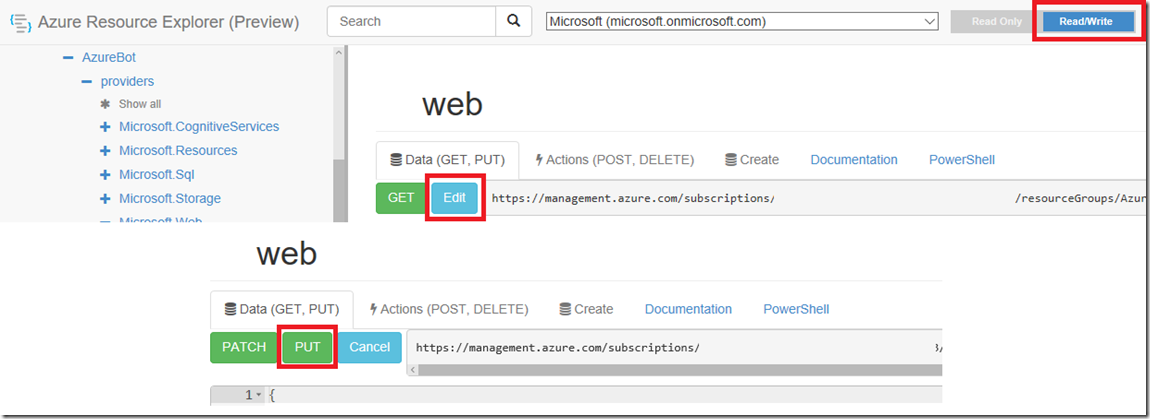 Azure Resource Explorer (Preview)
Search
Microsoft (microsoft.onmicrosoft.com)
Read Only
Read/Write
AzureBot
providers
Show all
Microsoft.CognitiveServices
Microsoft.Resources
Microsoft.Sql
Microsoft.Storage
Microsoft.Web
web
Data (GET, PUT)
Actions (POST, DELETE)
Create
Documentation
PowerShell
GET
Edit
https://management.azure.com/subscriptions/ /resourceGroups/Azur
web
Data (GET, PUT)
Actions (POST, DELETE)
Create
Documentation
PowerShell
PATCH
PUT
Cancel
https://management.azure.com/subscriptions/
1
{